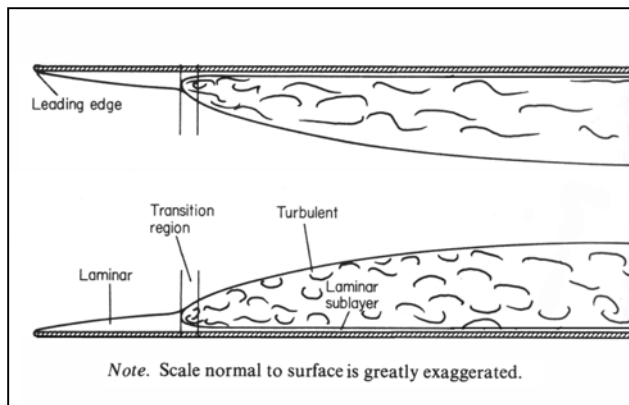 Leading edge
Transition
region
Turbulent
Laminar
Laminar
sublayer
Note. Scale normal to surface is greatly exaggerated.